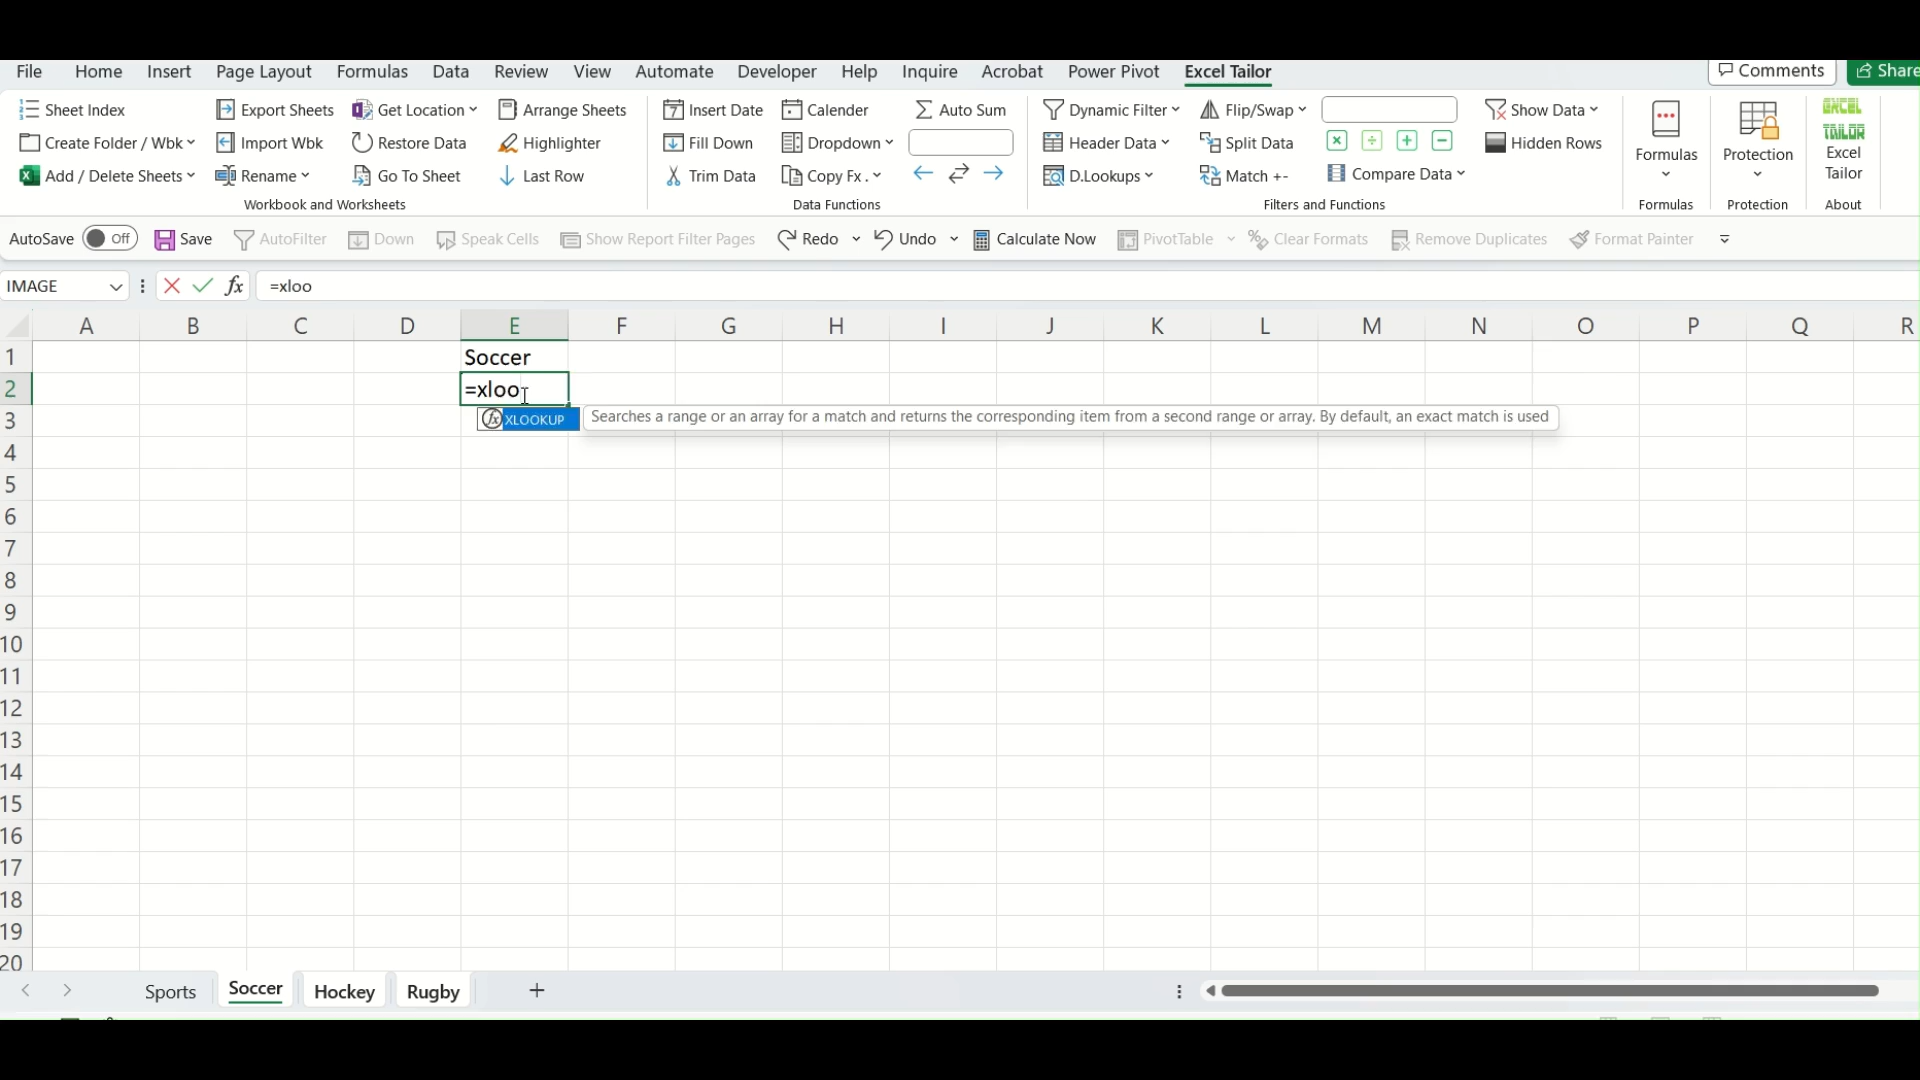 File Home Insert Page Layout Formulas Data Review View Automate Developer Help Inquire Acrobat Power Pivot Excel Tailor Comments Share
Sheet Index Export Sheets Get Location Arrange Sheets Insert Date Calender Auto Sum Dynamic Filter Flip/Swap Show Data EXCEL
Create Folder / Wbk Import Wbk Restore Data Highlighter Fill Down Dropdown Header Data Split Data Hidden Rows Formulas Protection TAILOR Excel
Add / Delete Sheets Rename Go To Sheet Last Row Trim Data Copy Fx . D.Lookups Match +- Compare Data Tailor
Workbook and Worksheets Data Functions Filters and Functions Formulas Protection About
AutoSave Off Save AutoFilter Down Speak Cells Show Report Filter Pages Redo Undo Calculate Now PivotTable Clear Formats Remove Duplicates Format Painter
IMAGE fx =xloo
A B C D E F G H I J K L M N O P Q R
1 Soccer
2 =xloo
3 fx XLOOKUP Searches a range or an array for a match and returns the corresponding item from a second range or array. By default, an exact match is used
4
5
6
7
8
9
10
11
12
13
14
15
16
17
18
19
20
Sports Soccer Hockey Rugby +